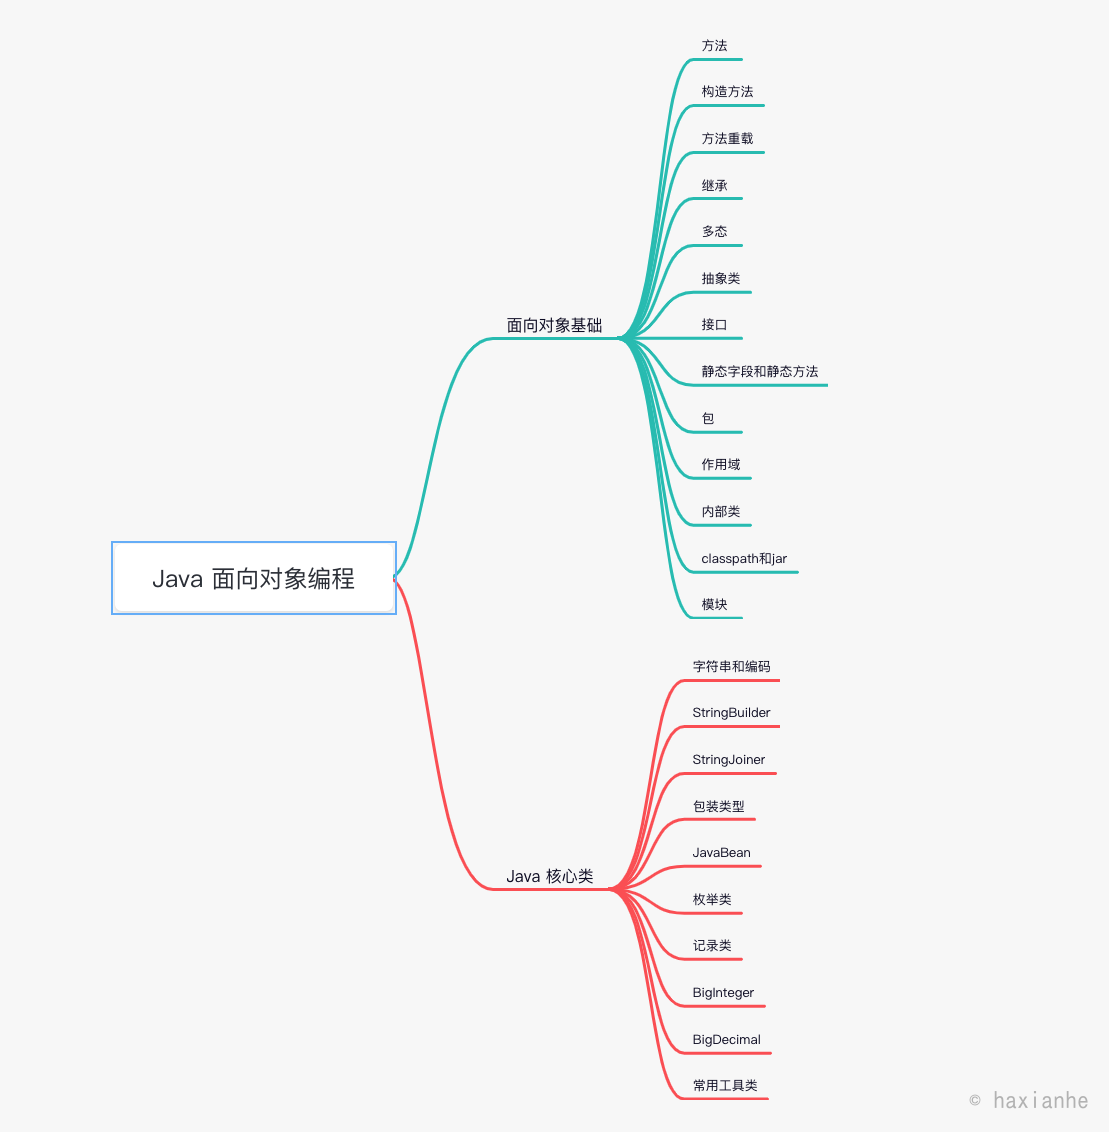 Java 面向对象编程
面向对象基础
方法
构造方法
方法重载
继承
多态
抽象类
接口
静态字段和静态方法
包
作用域
内部类
classpath和jar
模块
Java 核心类
字符串和编码
StringBuilder
StringJoiner
包装类型
JavaBean
枚举类
记录类
BigInteger
BigDecimal
常用工具类
© haxianhe